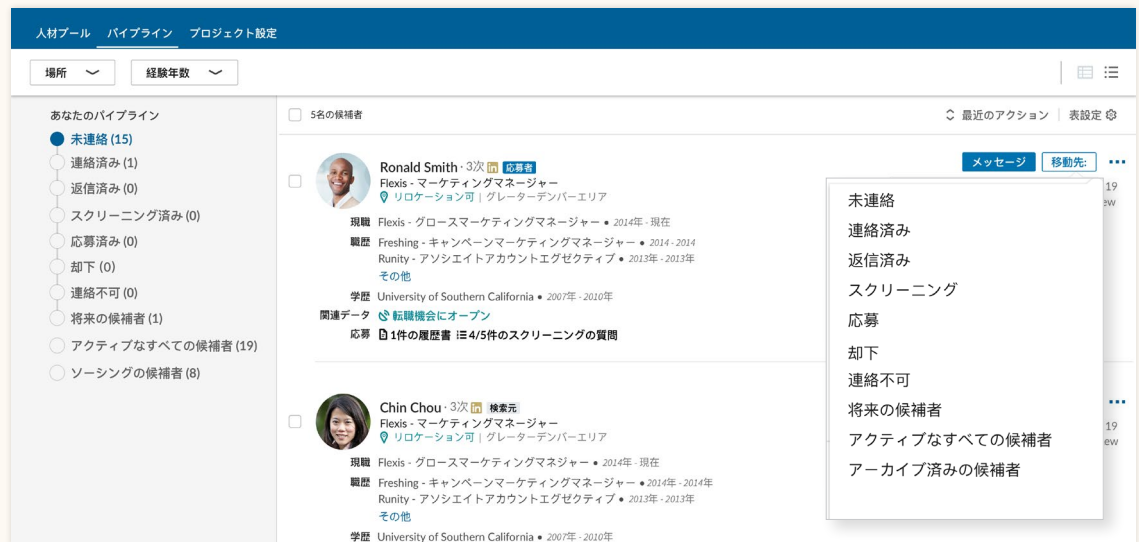 人材プール パイプライン プロジェクト設定
場所 経験年数
あなたのパイプライン
未連絡 (15)
連絡済み (1)
返信済み (0)
スクリーニング済み (0)
応募済み (0)
却下 (0)
連絡不可 (0)
将来の候補者 (1)
アクティブなすべての候補者 (19)
ソーシングの候補者 (8)
5名の候補者 最近のアクション 表設定
Ronald Smith · 3次 in 応募者
メッセージ 移動先:
Flexis - マーケティングマネージャー
リロケーション可 | グレーターデンバーエリア
現職 Flexis - グロースマーケティングマネージャー • 2014年 - 現在
職歴 Freshing - キャンペーンマーケティングマネージャー • 2014 - 2014
Runity - アソシエイトアカウントエグゼクティブ • 2013年 - 2013年
その他
学歴 University of Southern California • 2007年 - 2010年
関連データ 転職機会にオープン
応募 1件の履歴書 4/5件のスクリーニングの質問
未連絡
連絡済み
返信済み
スクリーニング
応募
却下
連絡不可
将来の候補者
アクティブなすべての候補者
アーカイブ済みの候補者
19
ew
Chin Chou · 3次 in 検索元
Flexis - マーケティングマネージャー
リロケーション可 | グレーターデンバーエリア
現職 Flexis - グロースマーケティングマネジャー • 2014年 - 現在
職歴 Freshing - キャンペーンマーケティングマネージャー • 2014年 - 2014年
Runity - アソシエイトアカウントエグゼクティブ • 2013年 - 2013年
その他
学歴 University of Southern California • 2007年 - 2010年
19
ew